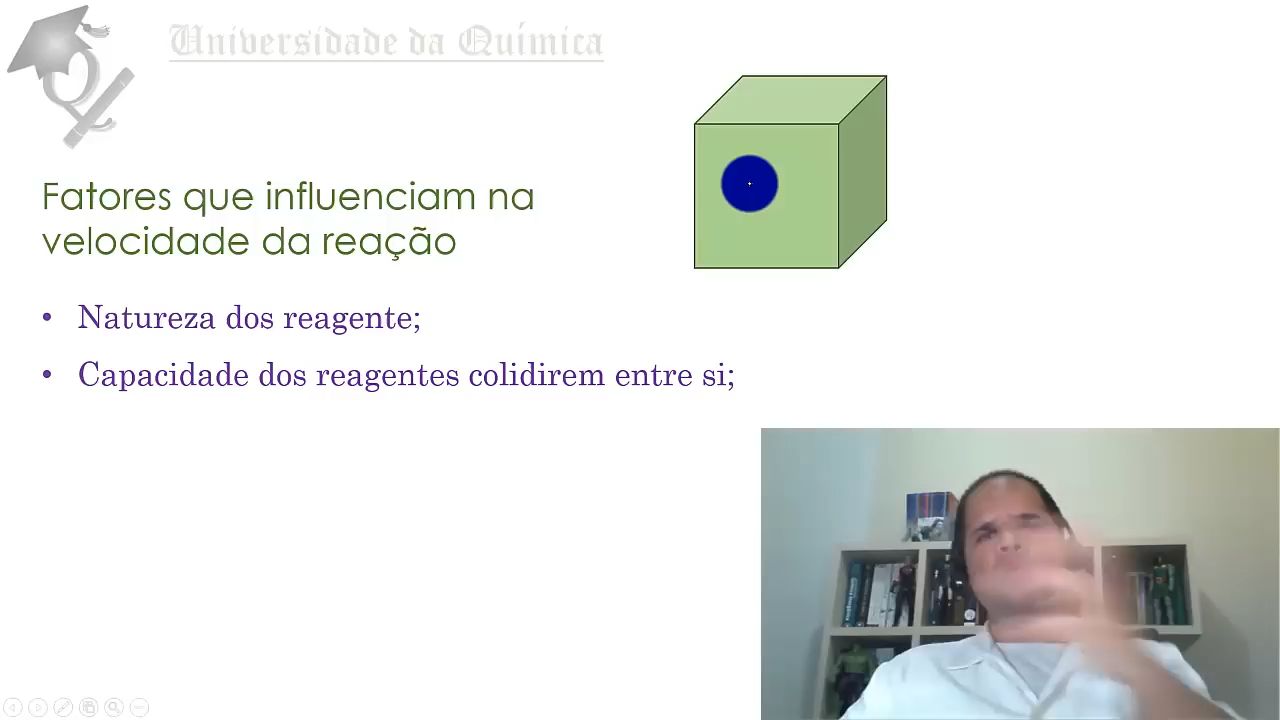 Universidade da Química
Fatores que influenciam na
velocidade da reação
• Natureza dos reagente;
• Capacidade dos reagentes colidirem entre si;